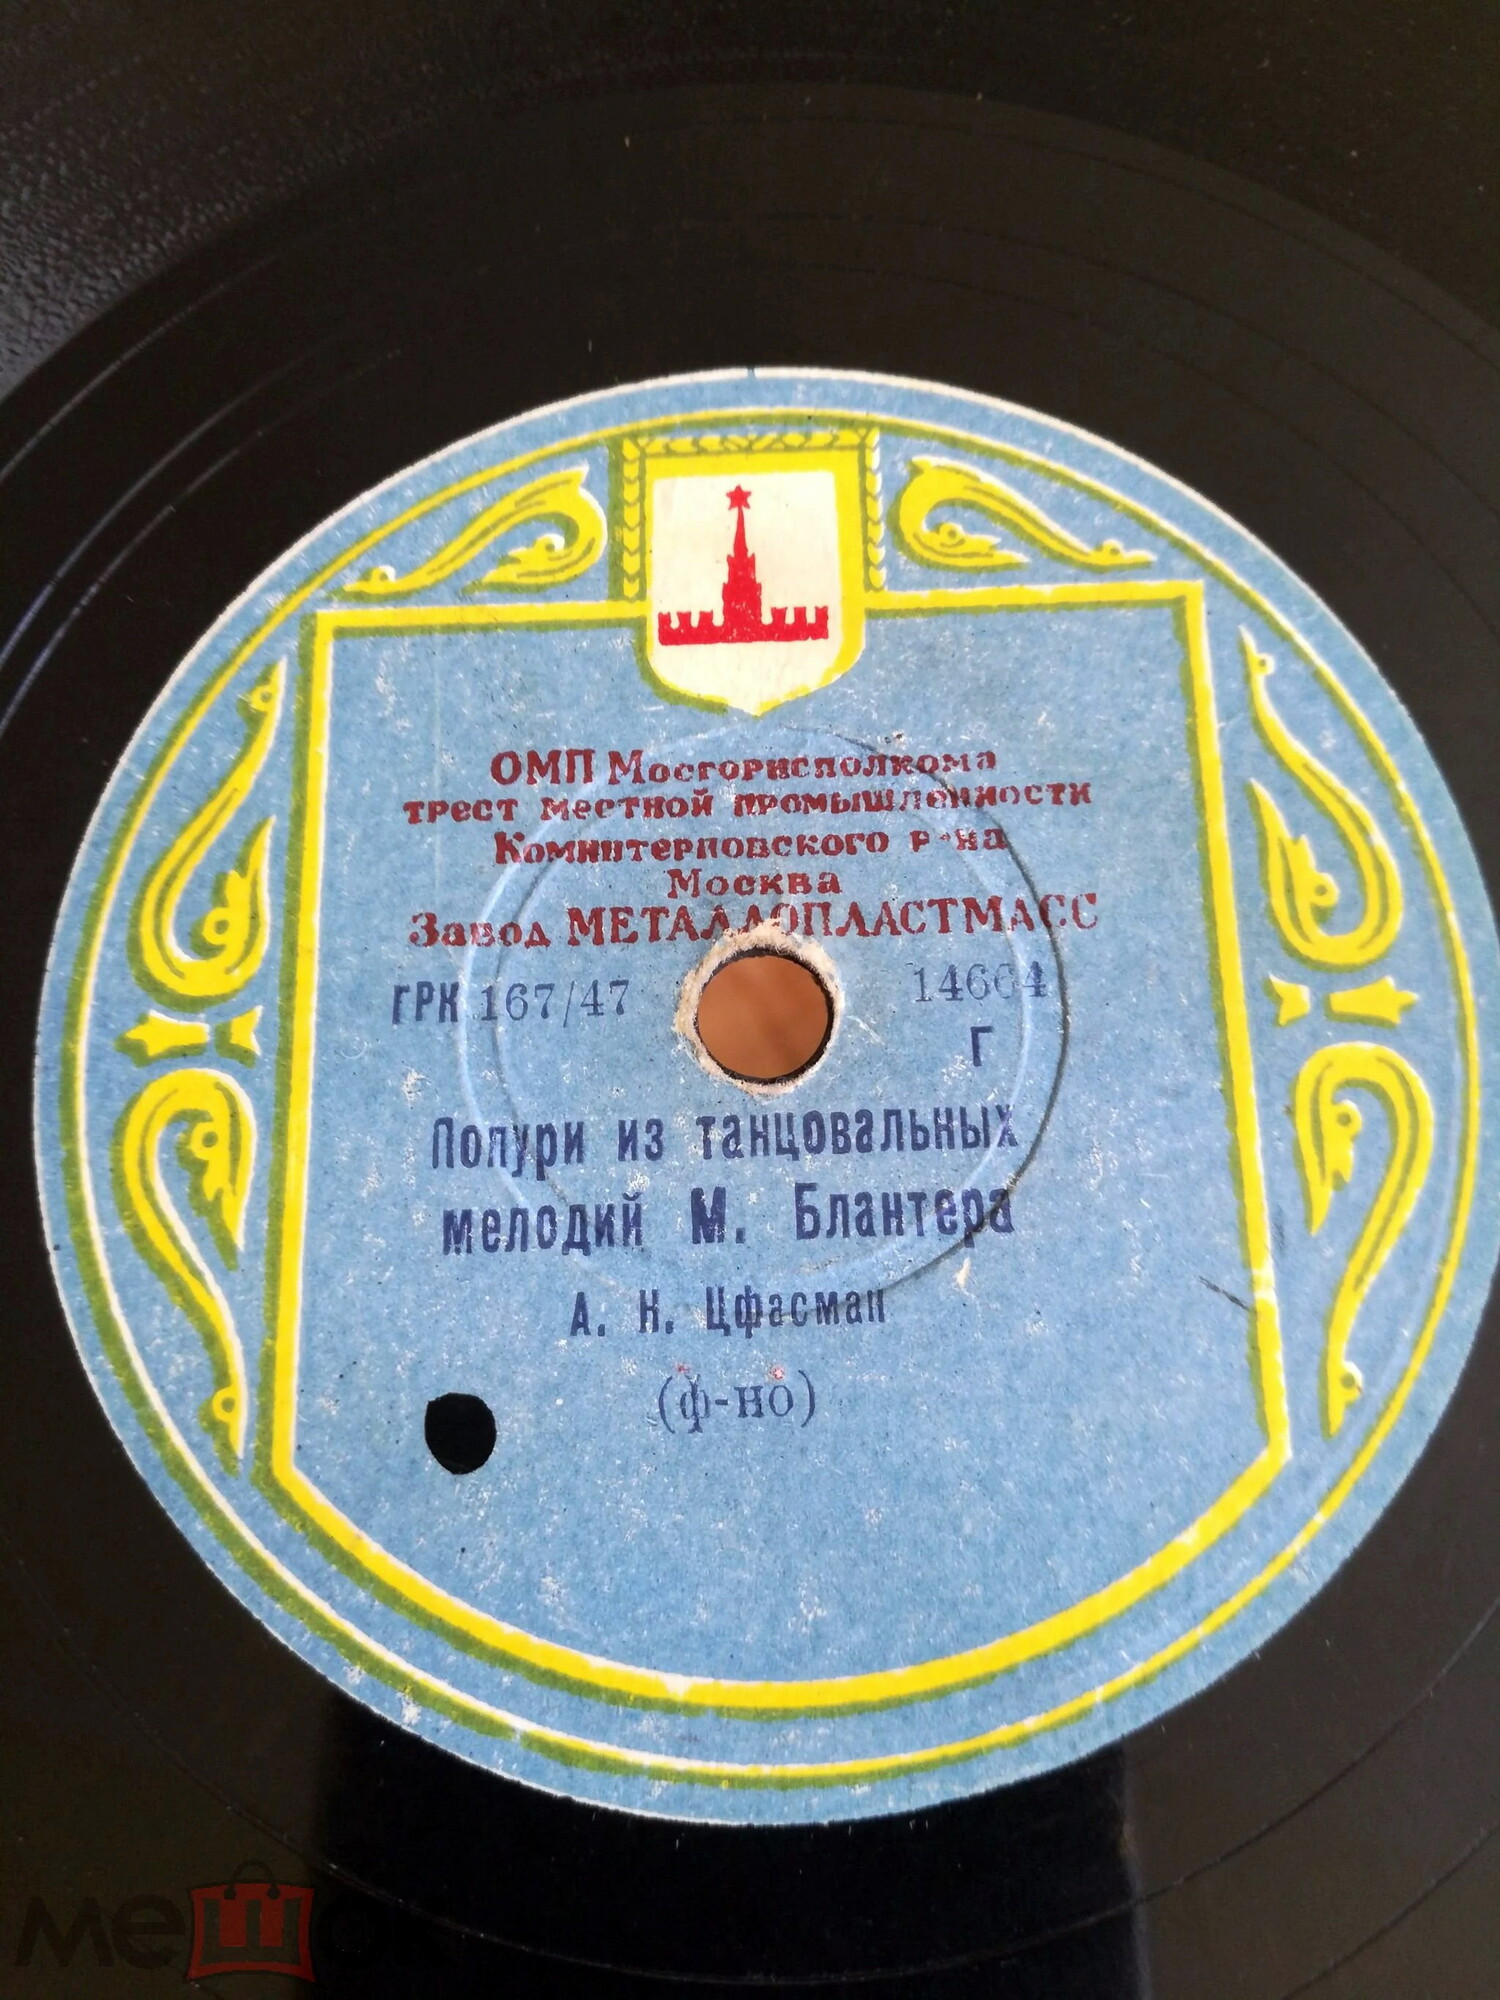 ОМП Мосгорисполкома
трест местной промышленности
Коминтерновского р-на
Москва
Завод МЕТАЛЛОПЛАСТМАСС
ГРК 167/47 14664
Г
Попури из танцовальных
мелодий М. Блантера
А. Н. Цфасман
(ф-но)
мешок